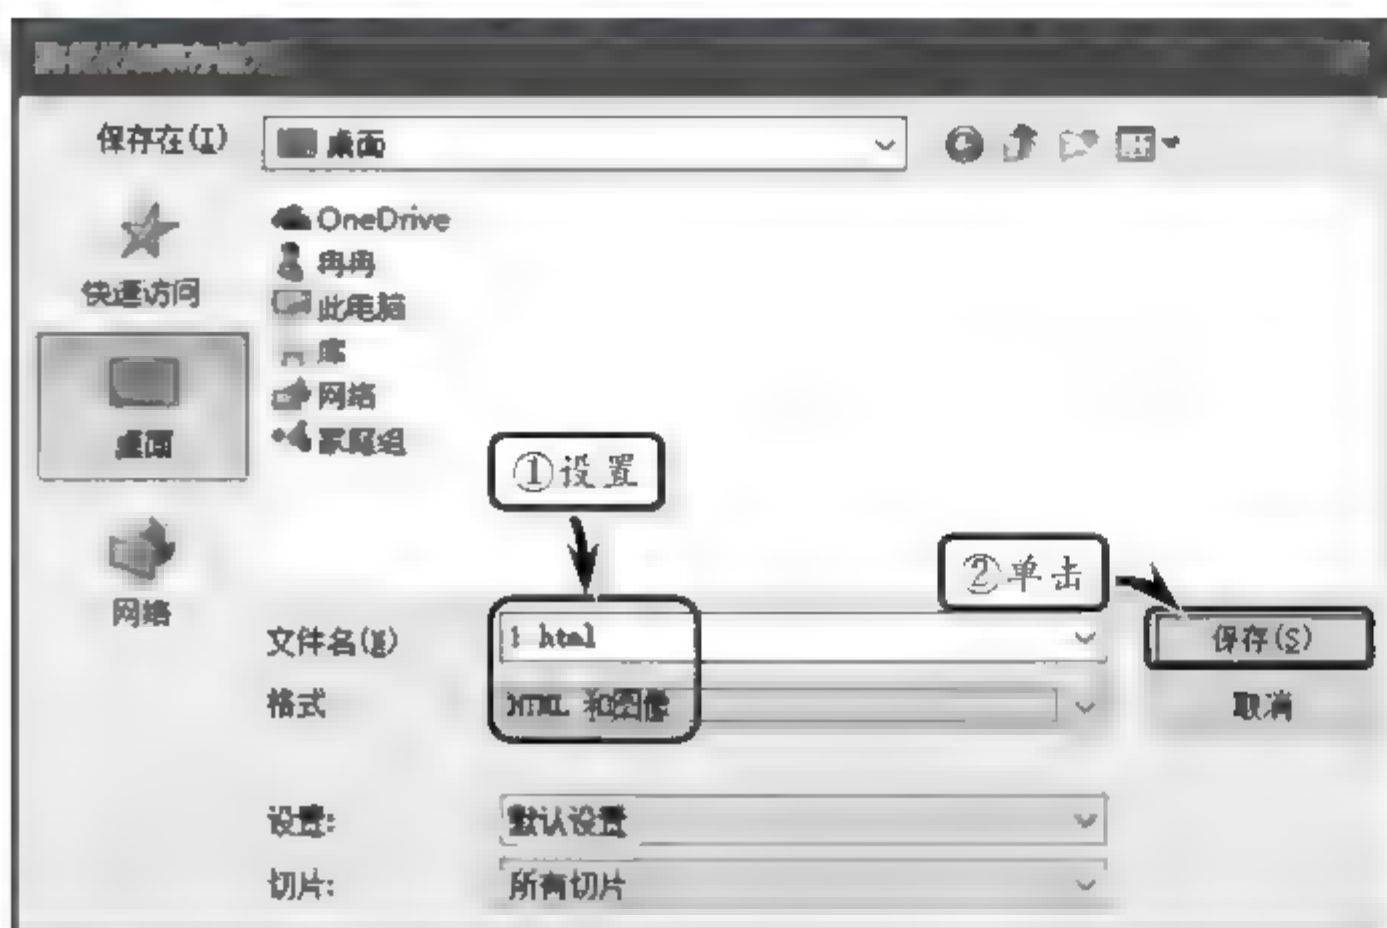 保存在(I)
桌面
OneDrive
冉冉
快速访问
此电脑
库
网络
桌面
家庭组
①设置
②单击
网络
文件名(N)
1 html
保存(S)
格式
HTML 和图像
取消
设置:
默认设置
切片:
所有切片